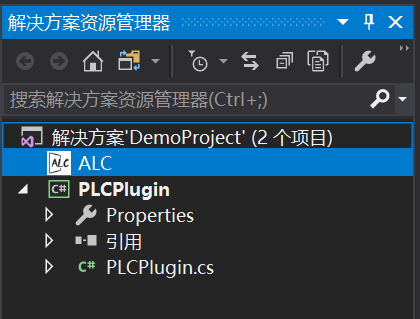 解决方案资源管理器
搜索解决方案资源管理器(Ctrl+;)
解决方案'DemoProject' (2 个项目)
ALC ALC
C# PLCPlugin
Properties
引用
C# PLCPlugin.cs